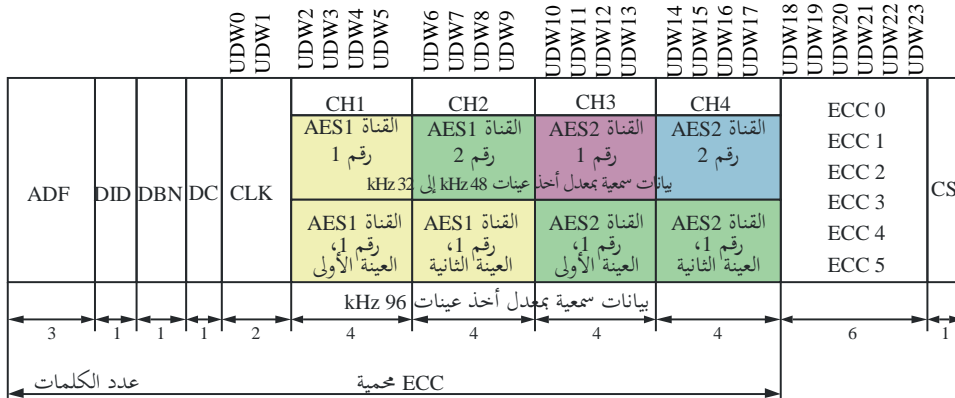 UDW0
UDW1
UDW2
UDW3
UDW4
UDW5
UDW6
UDW7
UDW8
UDW9
UDW10
UDW11
UDW12
UDW13
UDW14
UDW15
UDW16
UDW17
UDW18
UDW19
UDW20
UDW21
UDW22
UDW23
ADF
DID
DBN
DC
CLK
CH1
CH2
CH3
CH4
القناة AES1
رقم 1
القناة AES1
رقم 2
القناة AES2
رقم 1
القناة AES2
رقم 2
بيانات سمعية بمعدل أخذ عينات 48 kHz إلى 32 kHz
القناة AES1
رقم 1،
العينة الأولى
القناة AES1
رقم 1،
العينة الثانية
القناة AES2
رقم 1،
العينة الأولى
القناة AES2
رقم 1،
العينة الثانية
ECC 0
ECC 1
ECC 2
ECC 3
ECC 4
ECC 5
CS
بيانات سمعية بمعدل أخذ عينات 96 kHz
3
1
1
1
2
4
4
4
4
6
1
عدد الكلمات
محمية ECC